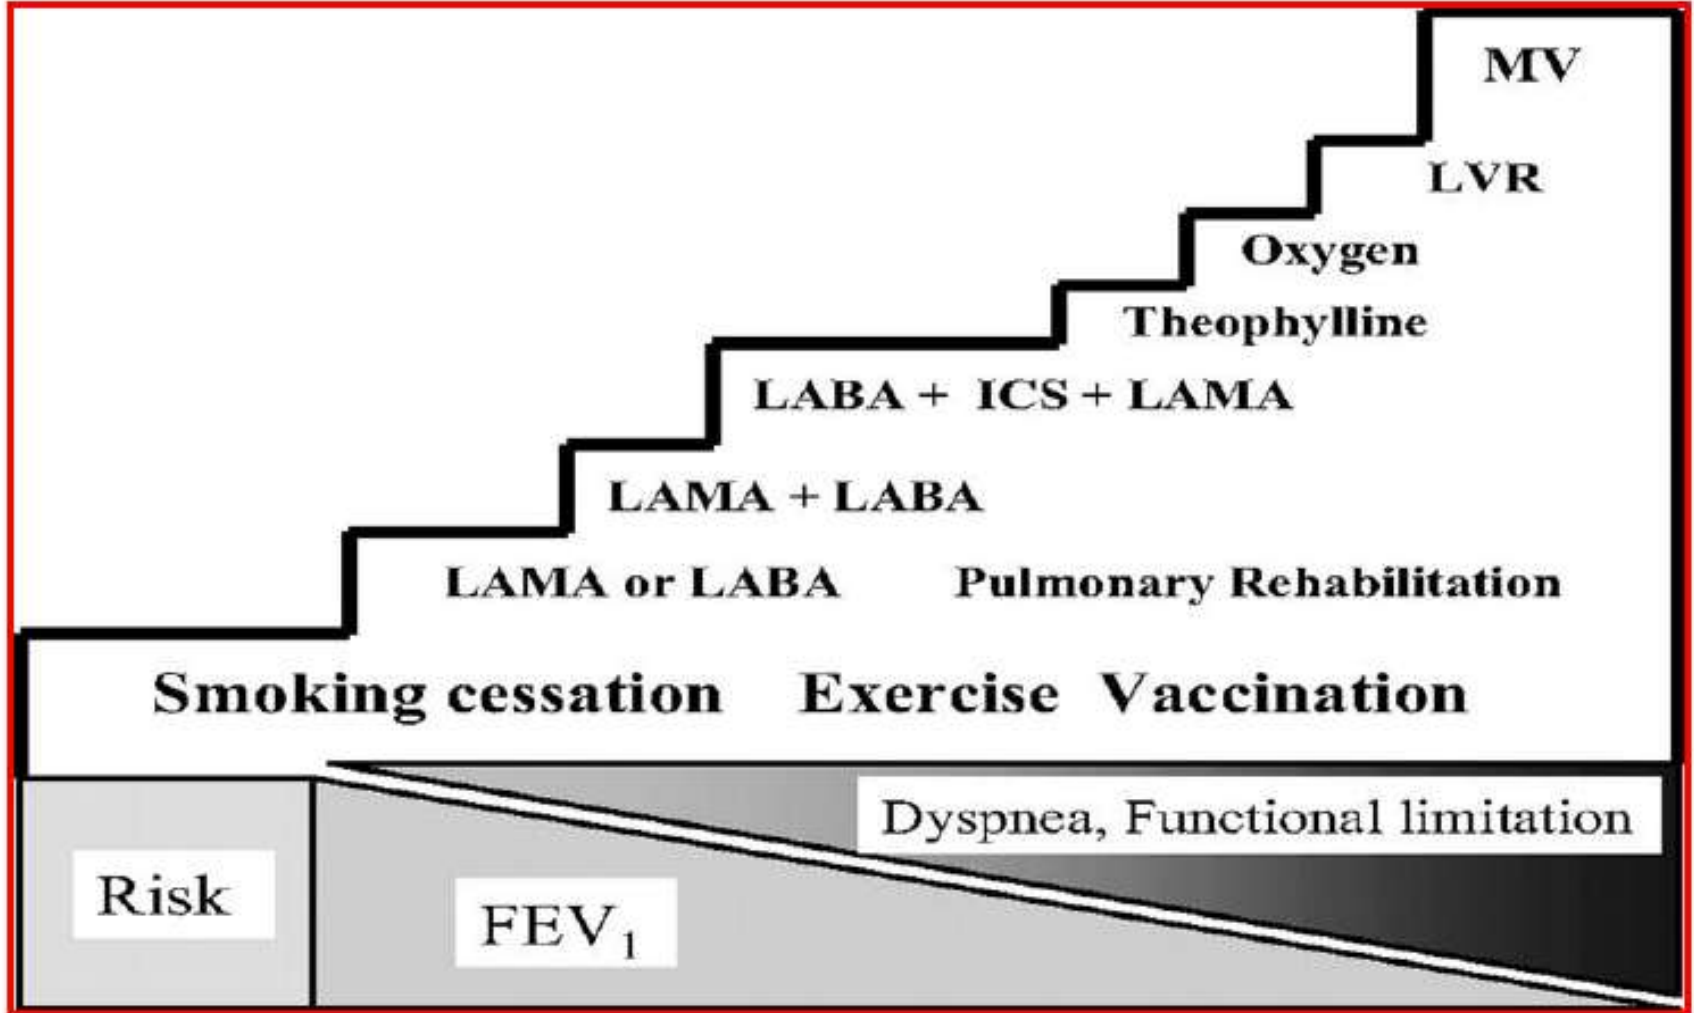 MV
LVR
Oxygen
Theophylline
LABA + ICS + LAMA
LAMA + LABA
LAMA or LABA Pulmonary Rehabilitation
Smoking cessation Exercise Vaccination
Dyspnea, Functional limitation
Risk
FEV₁